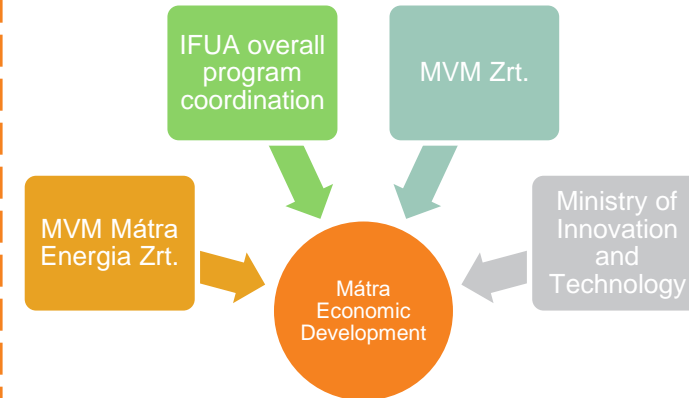 IFUA overall
program
coordination
MVM Zrt.
MVM Mátra
Energia Zrt.
Ministry of
Innovation
and
Technology
Mátra
Economic
Development